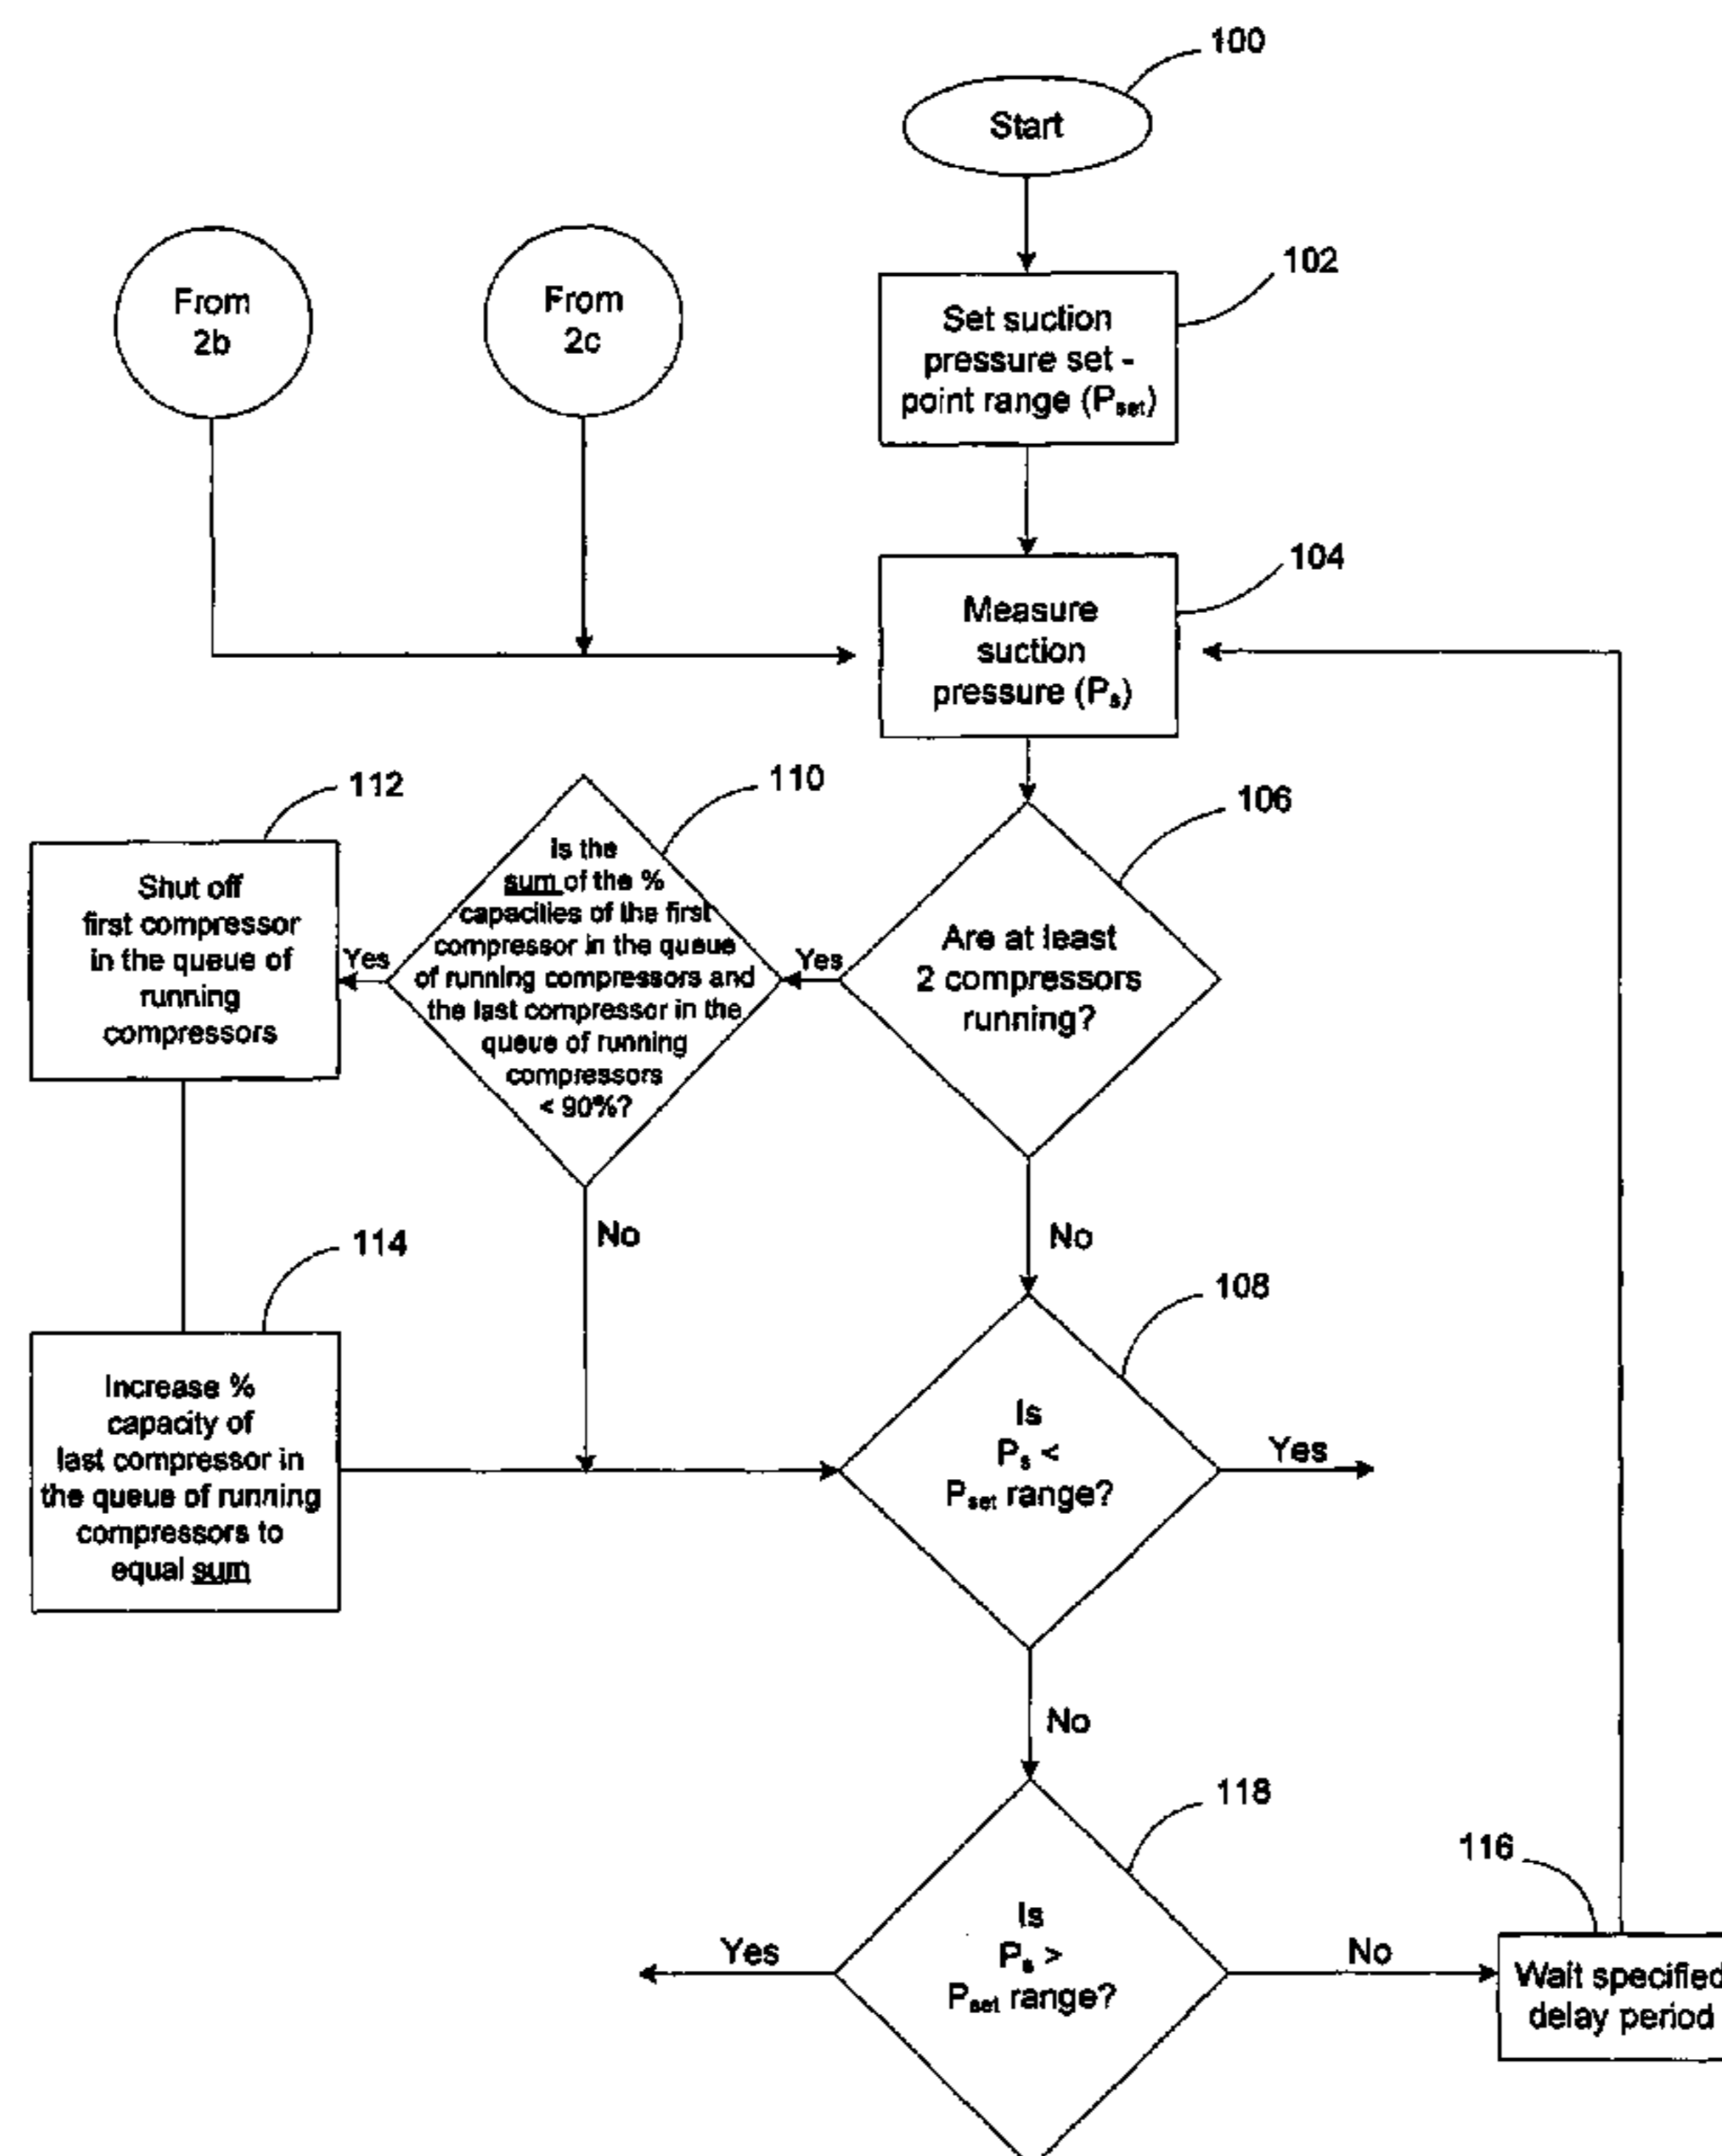 100
Start
From
2b
From
2c
102
Set suction
pressure set -
point range (Pset)
104
Measure
suction
pressure (Ps)
112
Shut off
first compressor
in the queue of
running
compressors
Yes
110
Is the
sum of the %
capacities of the first
compressor in the queue
of running compressors and
the last compressor in the
queue of running
compressors
< 90%?
Yes
106
Are at least
2 compressors
running?
No
No
114
Increase %
capacity of
last compressor in
the queue of running
compressors to
equal sum
108
Is
Ps <
Pset range?
Yes
No
118
Is
Ps >
Pset range?
Yes
No
116
Wait specified
delay period